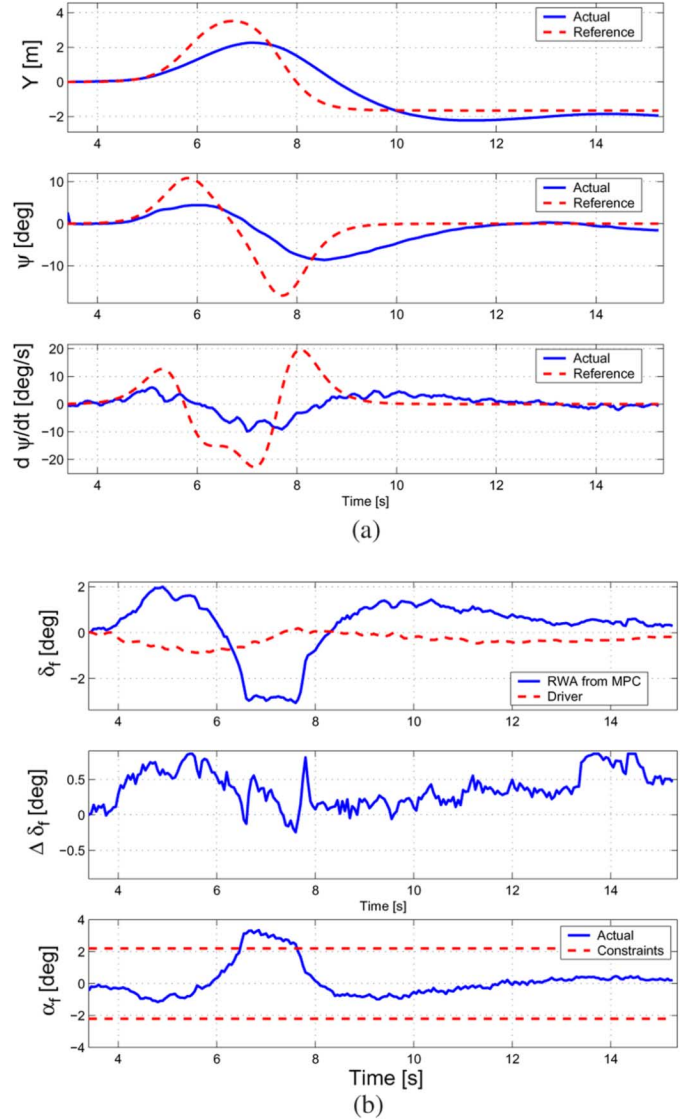 4
2
0
−2
Y [m]
Actual
Reference
4 6 8 10 12 14
10
0
−10
ψ [deg]
Actual
Reference
4 6 8 10 12 14
20
10
0
−10
−20
d ψ/dt [deg/s]
Actual
Reference
4 6 8 10 12 14
Time [s]
(a)
2
0
−2
δf [deg]
RWA from MPC
Driver
4 6 8 10 12 14
0.5
0
−0.5
Δ δf [deg]
4 6 8 10 12 14
Time [s]
4
2
0
−2
−4
αf [deg]
Actual
Constraints
4 6 8 10 12 14
Time [s]
(b)